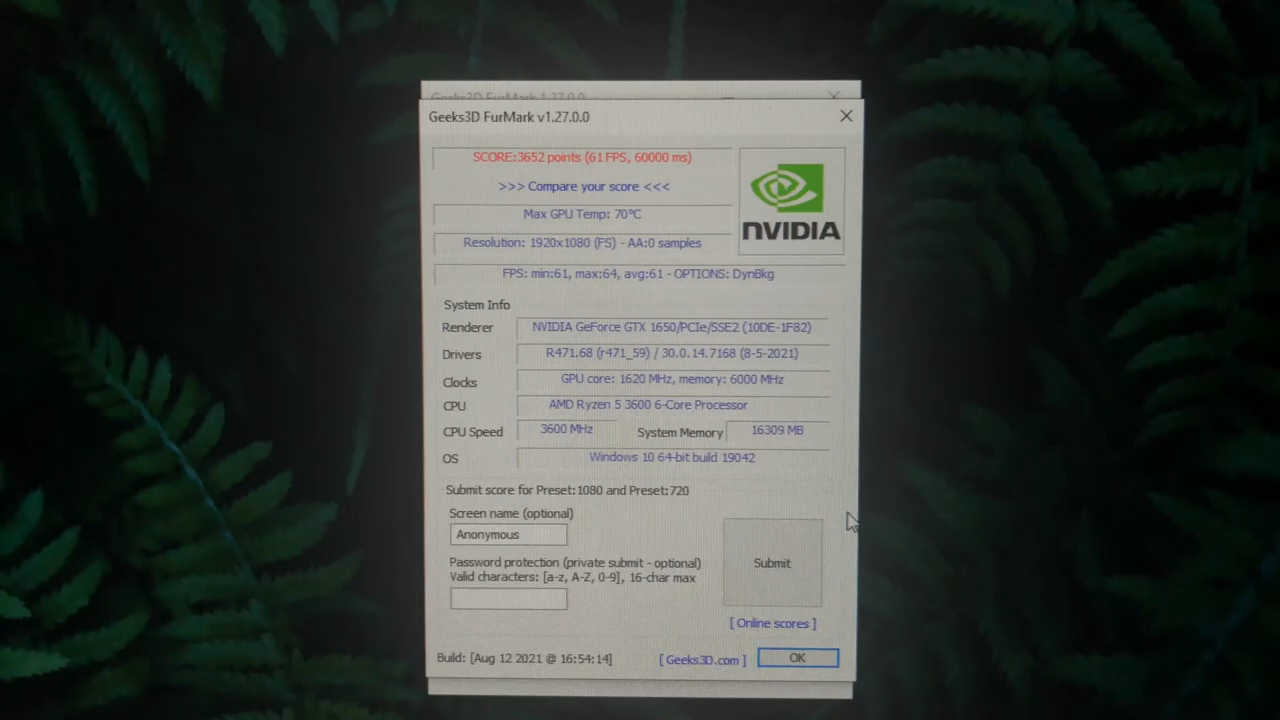 Geeks3D FurMark 1.27.0.0
Geeks3D FurMark v1.27.0.0
SCORE:3652 points (61 FPS, 60000 ms)
>>> Compare your score <<<
Max GPU Temp: 70°C
Resolution: 1920x1080 (FS) - AA:0 samples
NVIDIA
FPS: min:61, max:64, avg:61 - OPTIONS: DynBkg
System Info
Renderer NVIDIA GeForce GTX 1650/PCIe/SSE2 (10DE-1F82)
Drivers R471.68 (r471_59) / 30.0.14.7168 (8-5-2021)
Clocks GPU core: 1620 MHz, memory: 6000 MHz
CPU AMD Ryzen 5 3600 6-Core Processor
CPU Speed 3600 MHz System Memory 16309 MB
OS Windows 10 64-bit build 19042
Submit score for Preset:1080 and Preset:720
Screen name (optional)
Anonymous
Password protection (private submit - optional)
Valid characters: [a-z, A-Z, 0-9], 16-char max
Submit
[ Online scores ]
Build: [Aug 12 2021 @ 16:54:14] [ Geeks3D.com ] OK